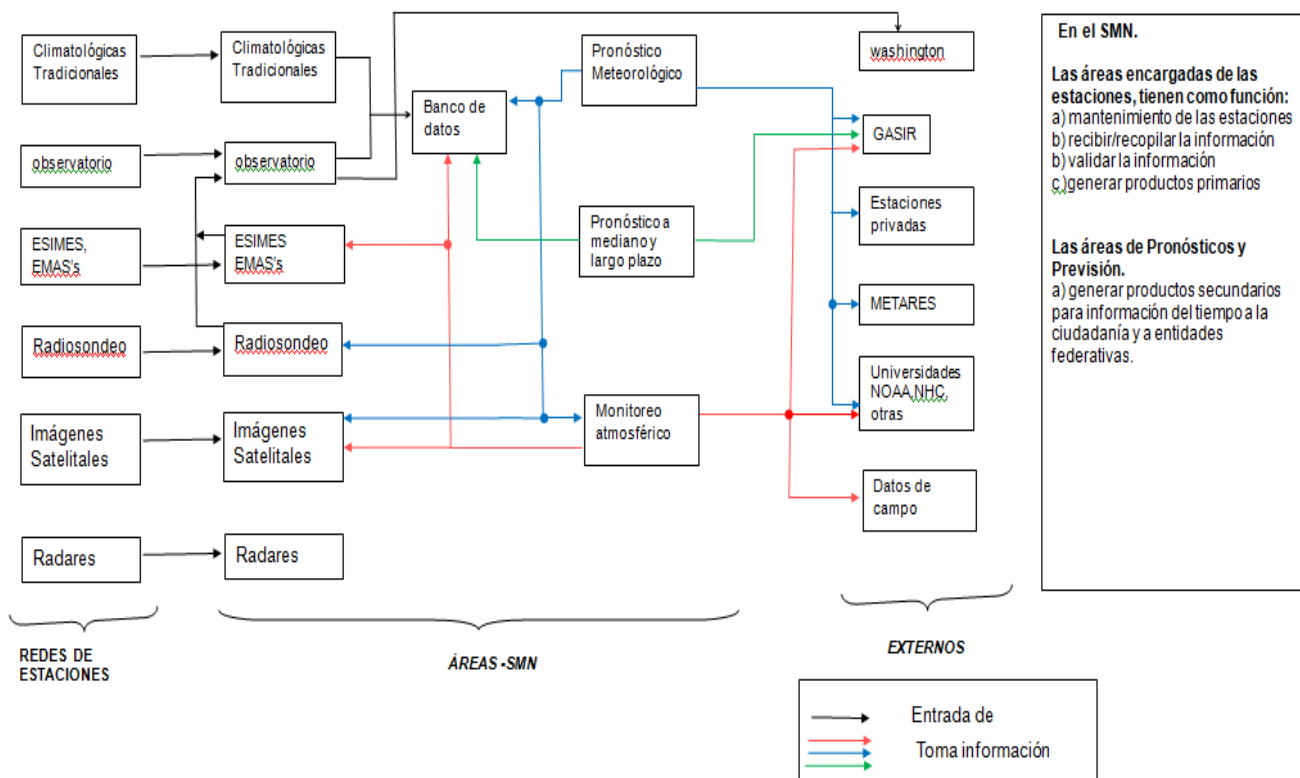 Climatológicas
Tradicionales
observatorio
ESIMES,
EMAS's
Radiosondeo
Imágenes
Satelitales
Radares
REDES DE
ESTACIONES
Climatológicas
Tradicionales
observatorio
ESIMES
EMAS's
Radiosondeo
Imágenes
Satelitales
Radares
Banco de
datos
Pronóstico
Meteorológico
Pronóstico a
mediano y
largo plazo
Monitoreo
atmosférico
ÁREAS -SMN
washington
GASIR
Estaciones
privadas
METARES
Universidades
NOAA,NHC,
otras
Datos de
campo
EXTERNOS
En el SMN.
Las áreas encargadas de las
estaciones, tienen como función:
a) mantenimiento de las estaciones
b) recibir/recopilar la información
b) validar la información
c,)generar productos primarios
Las áreas de Pronósticos y
Previsión.
a) generar productos secundarios
para información del tiempo a la
ciudadanía y a entidades
federativas.
Entrada de
Toma información